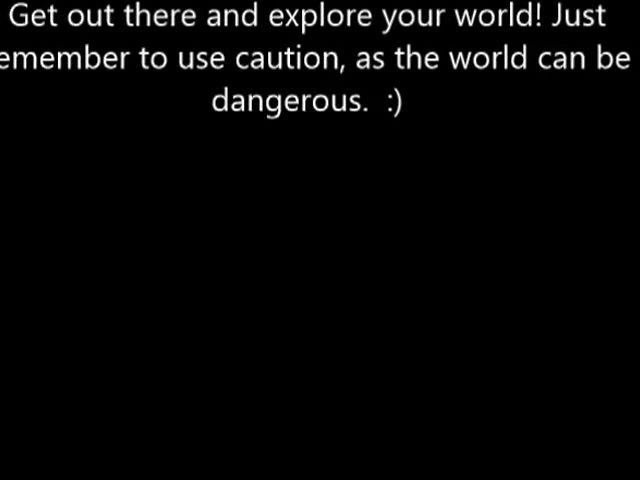 Get out there and explore your world! Just
emember to use caution, as the world can be
dangerous.  :)